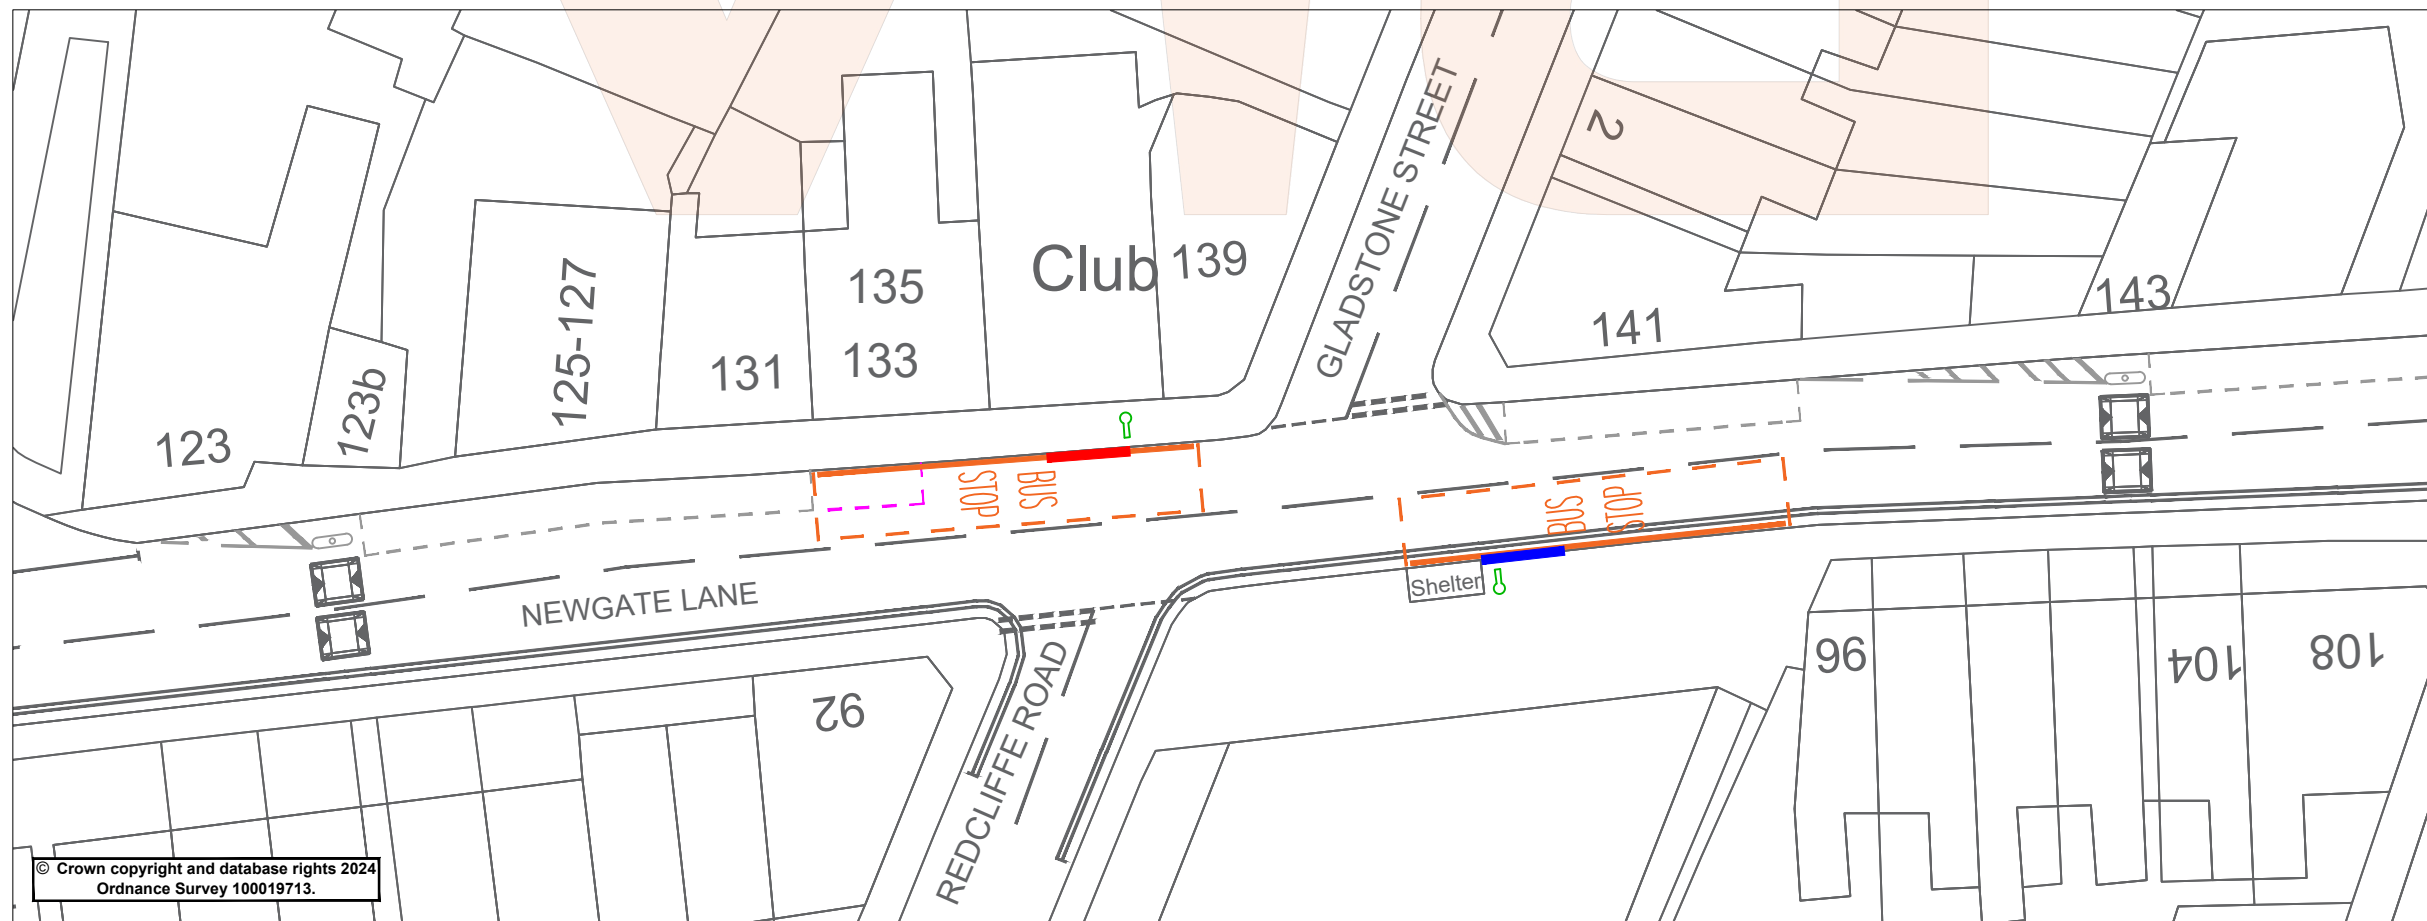 GLADSTONE STREET
2
123
123b
125-127
131
135
133
Club
139
141
143
BUS
STOP
BUS
STOP
NEWGATE LANE
Shelter
REDCLIFFE ROAD
92
96
104
108
© Crown copyright and database rights 2024
Ordnance Survey 100019713.